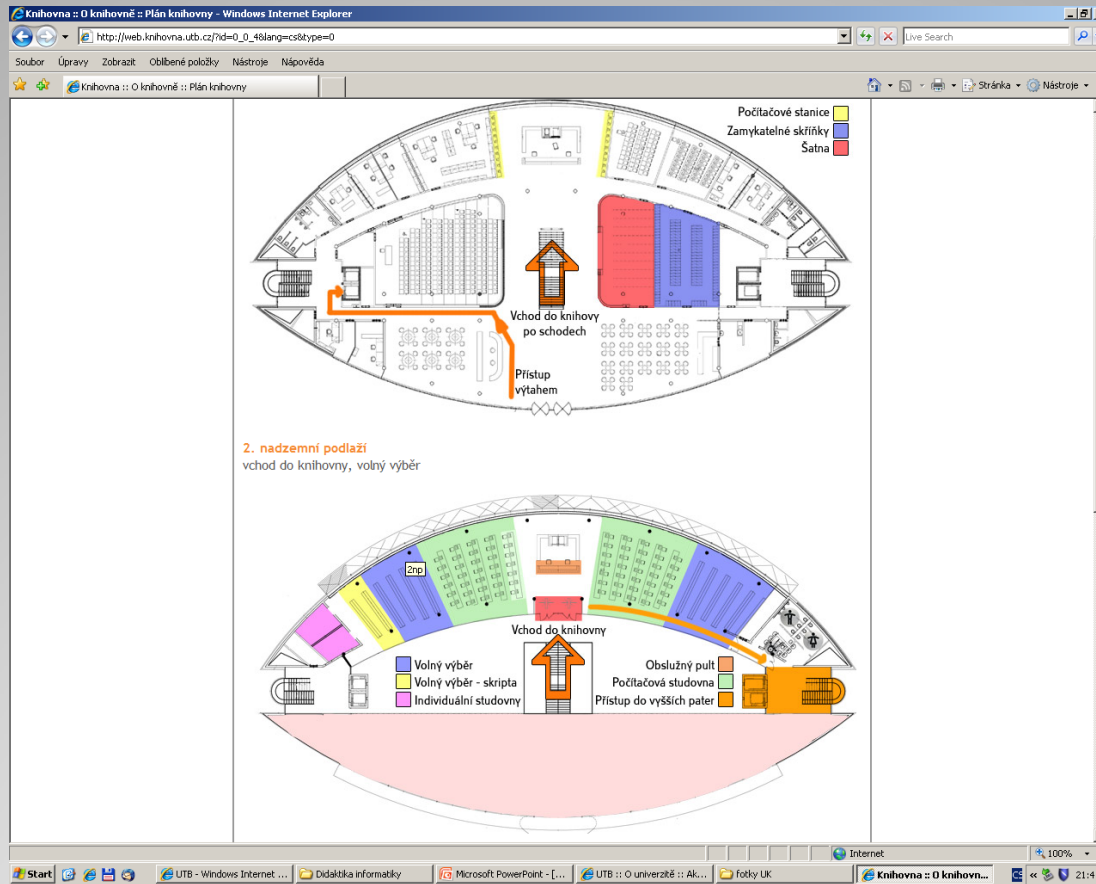 Knihovna :: O knihovně :: Plán knihovny - Windows Internet Explorer
http://web.knihovna.utb.cz/?id=0_0_4&lang=cs&type=0
Live Search
Soubor Úpravy Zobrazit Oblíbené položky Nástroje Nápověda
Knihovna :: O knihovně :: Plán knihovny
Stránka
Nástroje
Počítačové stanice
Zamykatelné skříňky
Šatna
Vchod do knihovy
po schodech
Přístup
výtahem
2. nadzemní podlaží
vchod do knihovny, volný výběr
2np
Vchod do knihovny
Volný výběr
Volný výběr - skripta
Individuální studovny
Obslužný pult
Počítačová studovna
Přístup do vyšších pater
Internet
100%
Start
UTB - Windows Internet ...
Didaktika informatiky
Microsoft PowerPoint - [...
UTB :: O univerzitě :: Ak...
fotky UK
Knihovna :: O knihovn...
CS
21:4